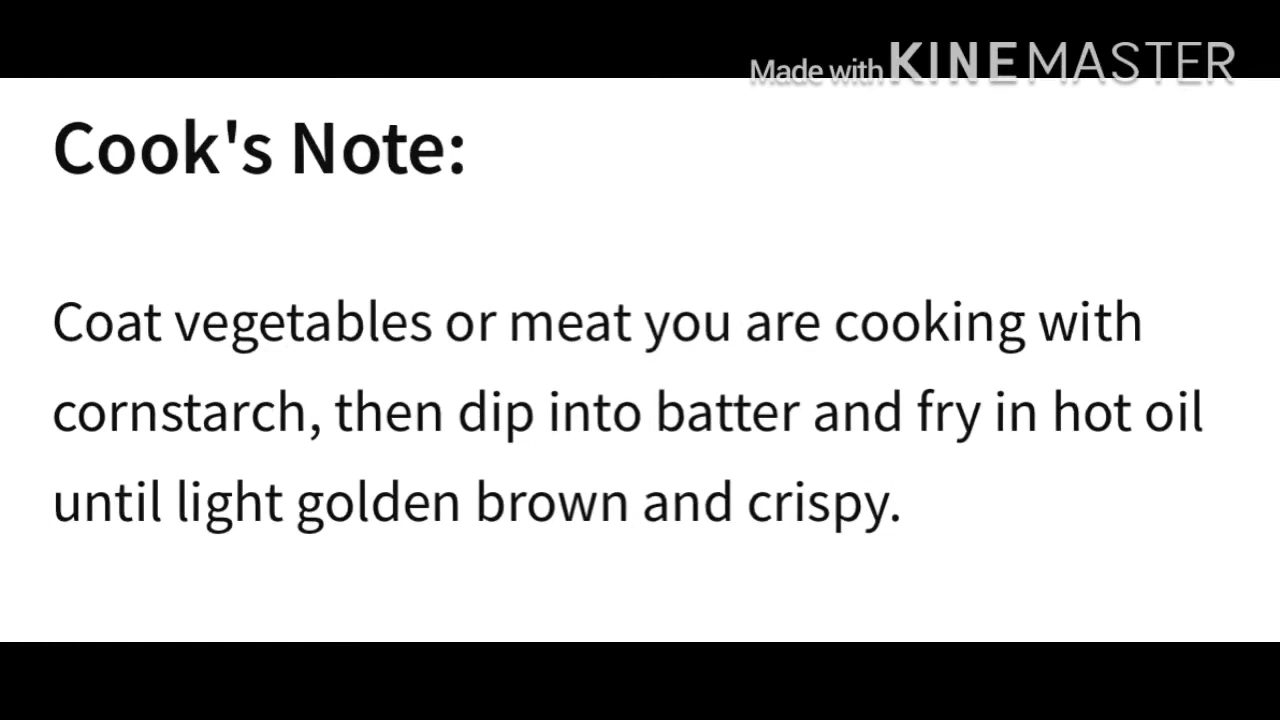 Made with KINEMASTER
Cook's Note:
Coat vegetables or meat you are cooking with
cornstarch, then dip into batter and fry in hot oil
until light golden brown and crispy.